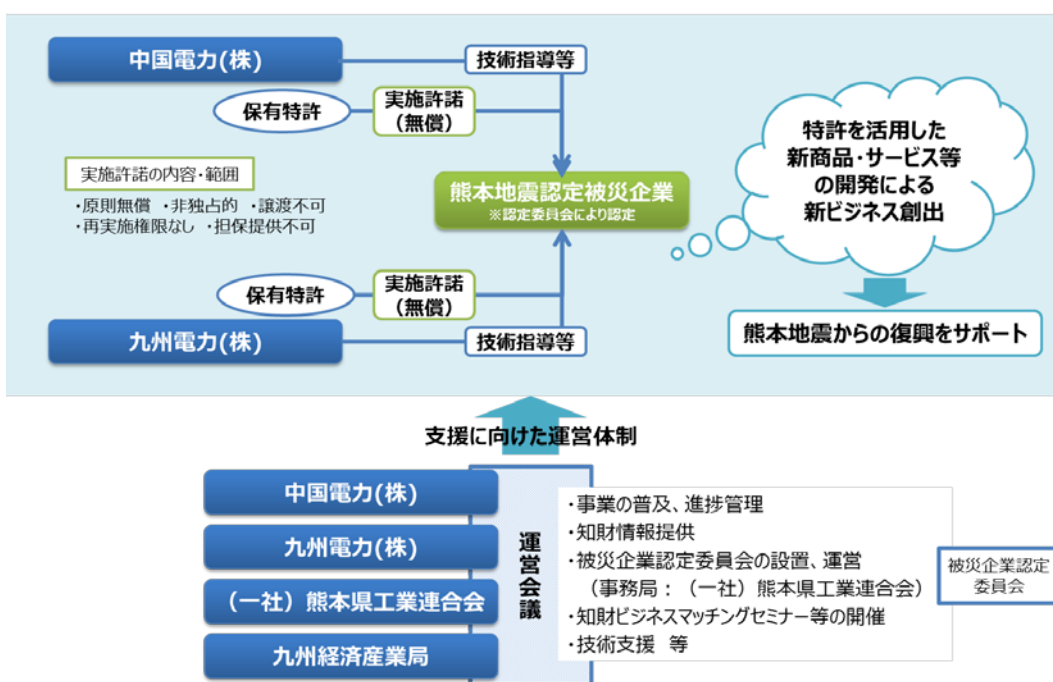 中国電力(株)
技術指導等
保有特許
実施許諾
(無償)
実施許諾の内容・範囲
・原則無償 ・非独占的 ・譲渡不可
・再実施権限なし ・担保提供不可
熊本地震認定被災企業
※認定委員会により認定
保有特許
実施許諾
(無償)
九州電力(株)
技術指導等
特許を活用した
新商品・サービス等
の開発による
新ビジネス創出
熊本地震からの復興をサポート
支援に向けた運営体制
中国電力(株)
九州電力(株)
(一社)熊本県工業連合会
九州経済産業局
運営会議
・事業の普及、進捗管理
・知財情報提供
・被災企業認定委員会の設置、運営
(事務局:(一社)熊本県工業連合会)
・知財ビジネスマッチングセミナー等の開催
・技術支援 等
被災企業認定
委員会